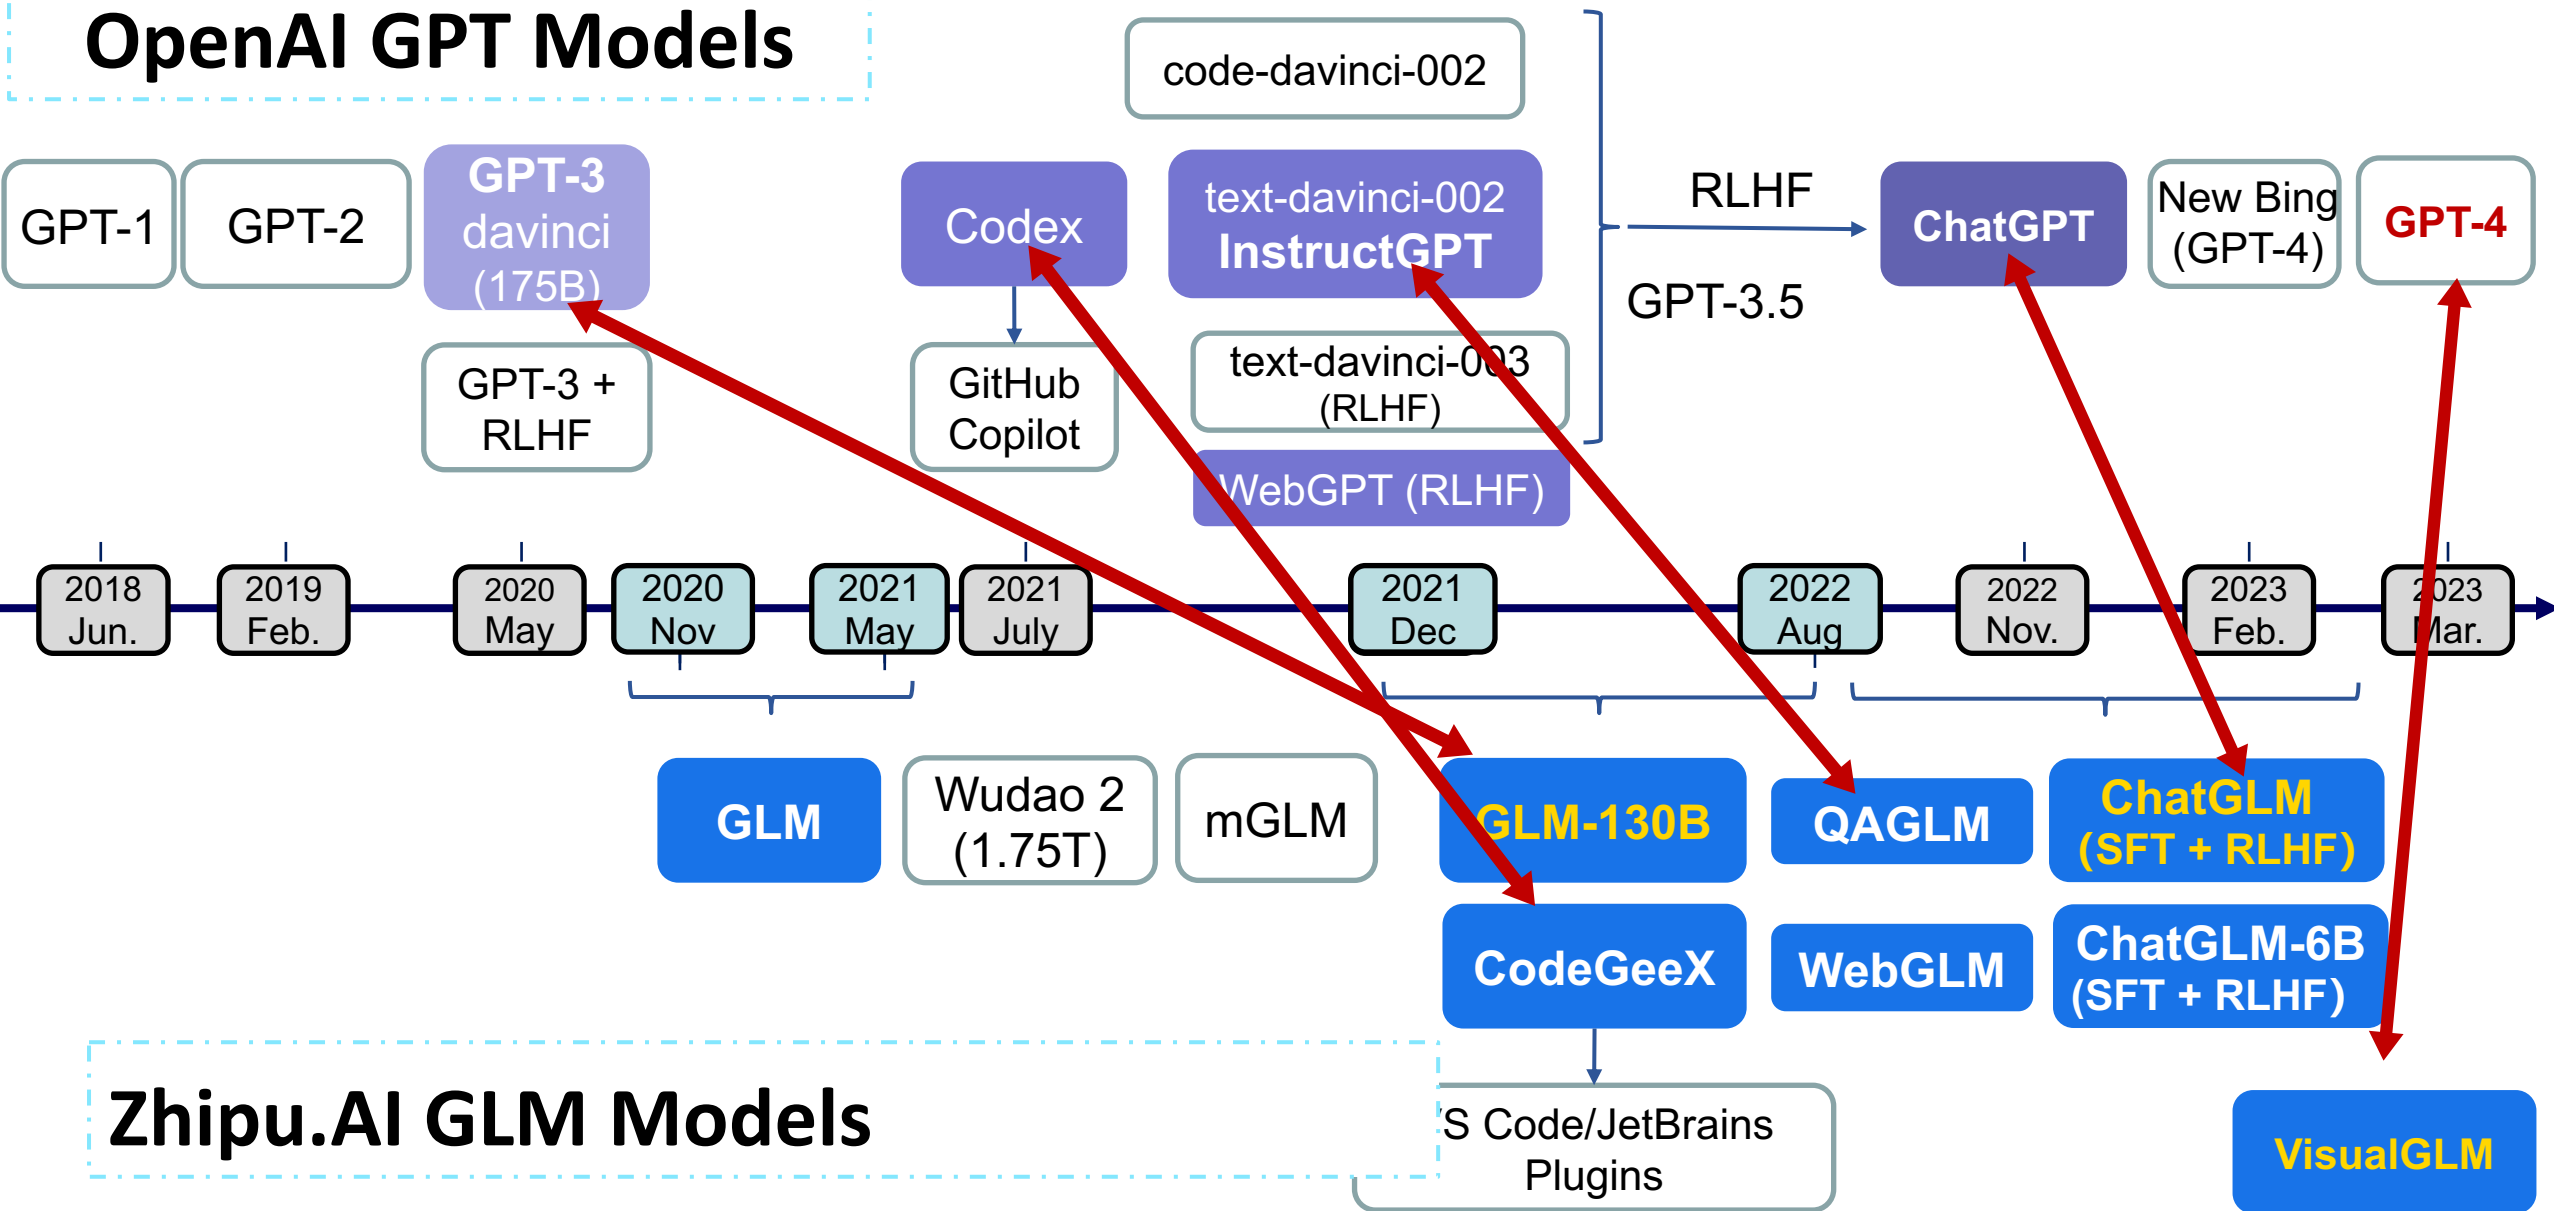 OpenAI GPT Models
code-davinci-002
GPT-1
GPT-2
GPT-3
davinci
(175B)
Codex
text-davinci-002
InstructGPT
RLHF
GPT-3.5
ChatGPT
New Bing
(GPT-4)
GPT-4
GPT-3 +
RLHF
GitHub
Copilot
text-davinci-003
(RLHF)
WebGPT (RLHF)
2018
Jun.
2019
Feb.
2020
May
2020
Nov
2021
May
2021
July
2021
Dec
2022
Aug
2022
Nov.
2023
Feb.
2023
Mar.
GLM
Wudao 2
(1.75T)
mGLM
GLM-130B
QAGLM
ChatGLM
(SFT + RLHF)
CodeGeeX
WebGLM
ChatGLM-6B
(SFT + RLHF)
Zhipu.AI GLM Models
S Code/JetBrains
Plugins
VisualGLM